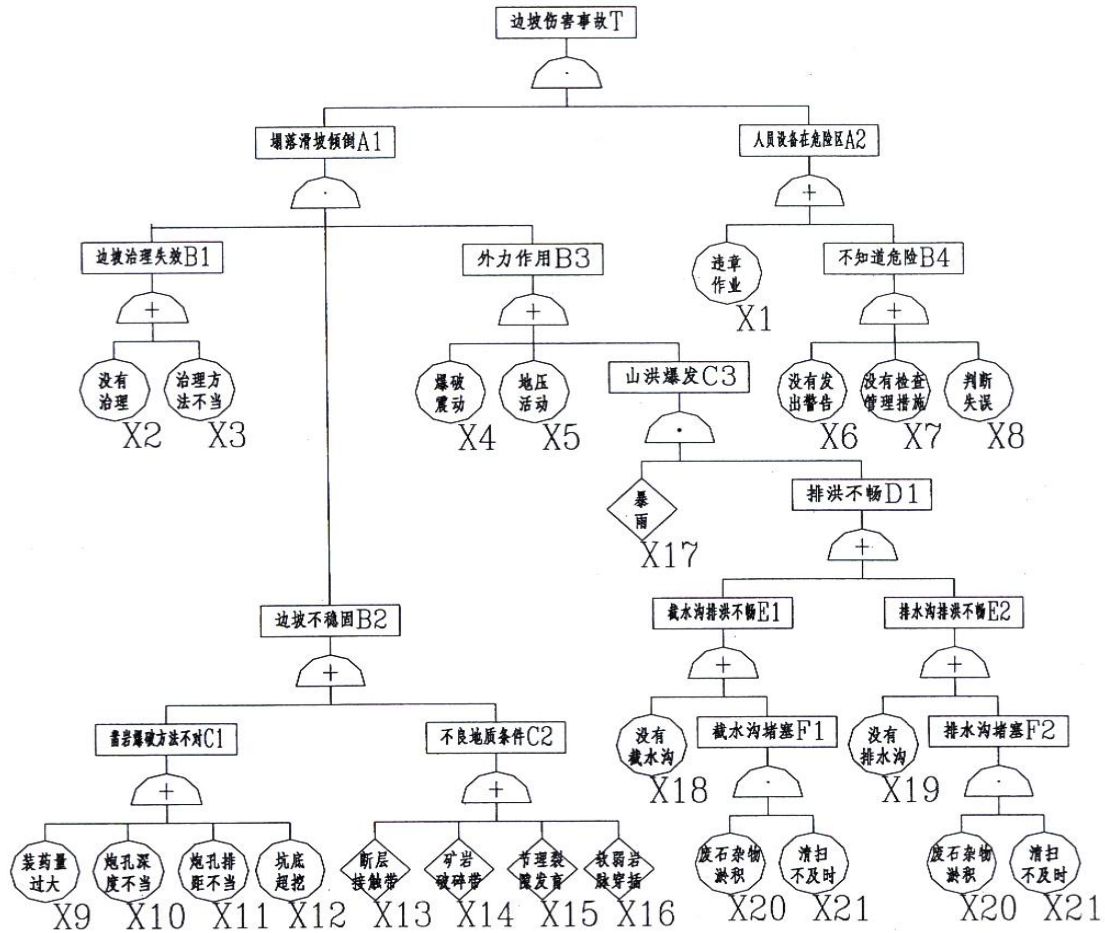 边坡伤害事故T
塌落滑坡倾倒A1
人员设备在危险区A2
边坡治理失效B1
外力作用B3
违章
作业
X1
不知道危险B4
没有
治理
X2
治理方
法不当
X3
爆破
震动
X4
地压
活动
X5
山洪爆发C3
没有发
出警告
X6
没有检查
管理措施
X7
判断
失误
X8
暴
雨
X17
排洪不畅D1
边坡不稳固B2
截水沟排洪不畅E1
排水沟排洪不畅E2
凿岩爆破方法不对C1
不良地质条件C2
没有
截水沟
X18
截水沟堵塞F1
没有
排水沟
X19
排水沟堵塞F2
装药量
过大
X9
炮孔深
度不当
X10
炮孔排
距不当
X11
坑底
超挖
X12
断层
接触带
X13
矿岩
破碎带
X14
节理裂
隙发育
X15
软弱岩
脉穿插
X16
废石杂物
淤积
X20
清扫
不及时
X21
废石杂物
淤积
X20
清扫
不及时
X21